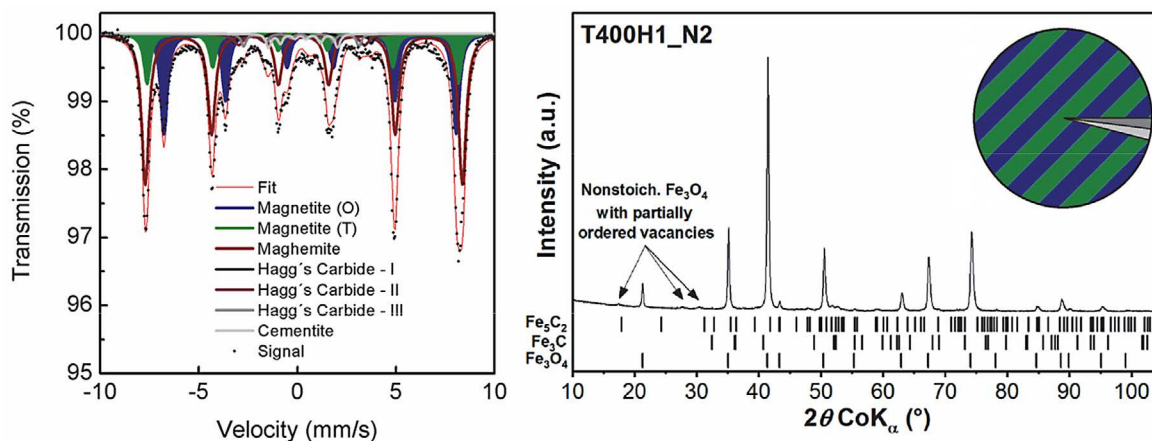 100
99
98
97
96
95
Transmission (%)
Fit
Magnetite (O)
Magnetite (T)
Maghemite
Hagg´s Carbide - I
Hagg´s Carbide - II
Hagg´s Carbide - III
Cementite
Signal
-10 -5 0 5 10
Velocity (mm/s)
T400H1_N2
Intensity (a.u.)
Nonstoich. Fe₃O₄
with partially
ordered vacancies
Fe₅C₂
Fe₃C
Fe₃O₄
10 20 30 40 50 60 70 80 90 100
2θ CoKα (°)